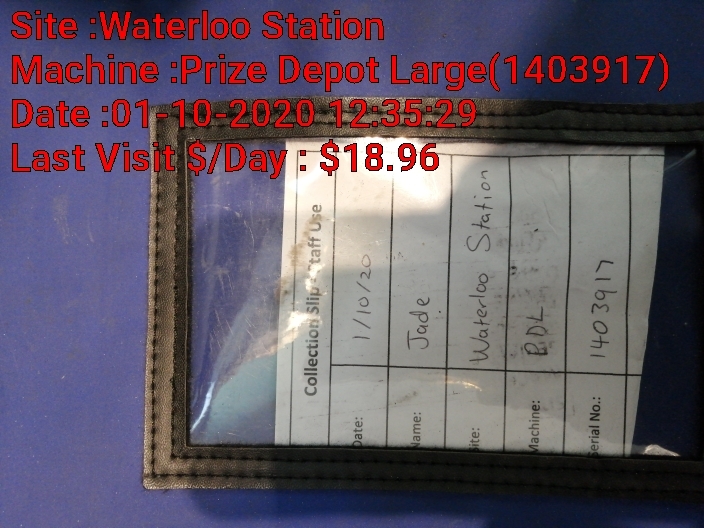 Site :Waterloo Station
Machine :Prize Depot Large(1403917)
Date :01-10-2020 12:35:29
Last Visit $/Day : $18.96
Collection Slip - Staff Use
Date: 1/10/20
Name: Jade
Site: Waterloo Station
Machine: PDL
Serial No.: 1403917